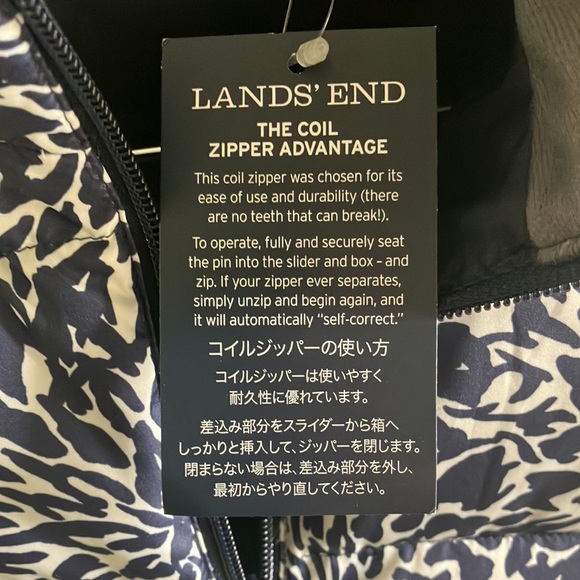 LANDS' END
THE COIL
ZIPPER ADVANTAGE
This coil zipper was chosen for its
ease of use and durability (there
are no teeth that can break!).
To operate, fully and securely seat
the pin into the slider and box - and
zip. If your zipper ever separates,
simply unzip and begin again, and
it will automatically “self-correct.”
コイルジッパーの使い方
コイルジッパーは使いやすく
耐久性に優れています。
差込み部分をスライダーから箱へ
しっかりと挿入して、ジッパーを閉じます。
閉まらない場合は、差込み部分を外し、
最初からやり直してください。